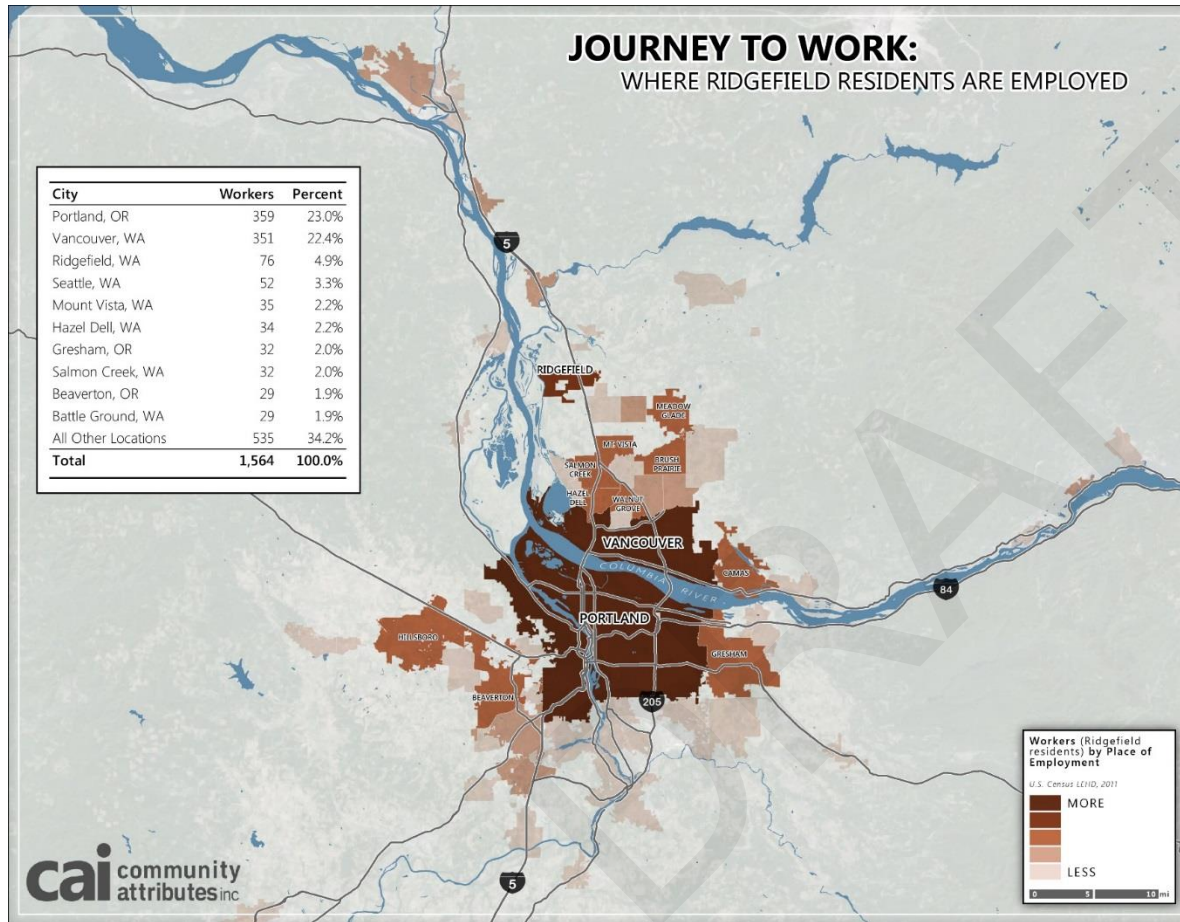 JOURNEY TO WORK:
WHERE RIDGEFIELD RESIDENTS ARE EMPLOYED
City Workers Percent
Portland, OR 359 23.0%
Vancouver, WA 351 22.4%
Ridgefield, WA 76 4.9%
Seattle, WA 52 3.3%
Mount Vista, WA 35 2.2%
Hazel Dell, WA 34 2.2%
Gresham, OR 32 2.0%
Salmon Creek, WA 32 2.0%
Beaverton, OR 29 1.9%
Battle Ground, WA 29 1.9%
All Other Locations 535 34.2%
Total 1,564 100.0%
5
RIDGEFIELD
MEADOW
GLADE
MT. VISTA
SALMON
CREEK
BRUSH
PRAIRIE
HAZEL
DELL
WALNUT
GROVE
VANCOUVER
COLUMBIA RIVER
CAMAS
84
PORTLAND
HILLSBORO
GRESHAM
BEAVERTON
205
5
DRAFT
Workers (Ridgefield
residents) by Place of
Employment
U.S. Census LEHD, 2011
MORE
LESS
0 5 10 mi
cai community
attributes inc